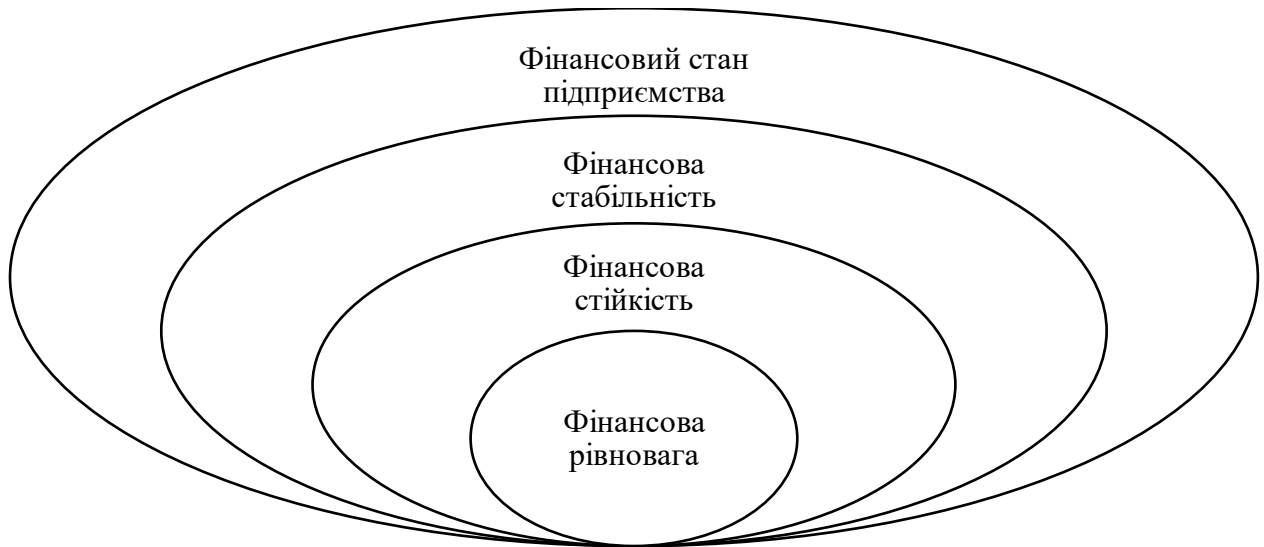 Фінансовий стан
підприємства
Фінансова
стабільність
Фінансова
стійкість
Фінансова
рівновага